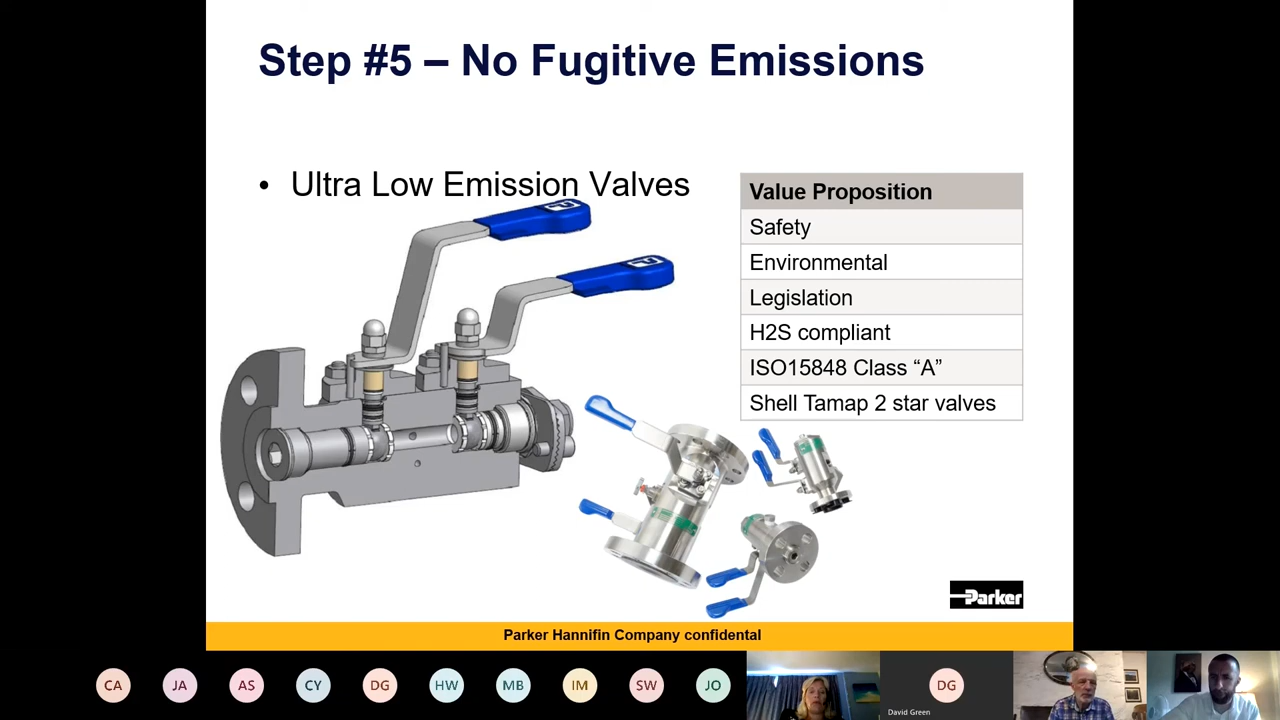 Step #5 – No Fugitive Emissions
• Ultra Low Emission Valves
Value Proposition
Safety
Environmental
Legislation
H2S compliant
ISO15848 Class “A”
Shell Tamap 2 star valves
Parker
Parker Hannifin Company confidental
CA
JA
AS
CY
DG
HW
MB
IM
SW
JO
DG
David Green